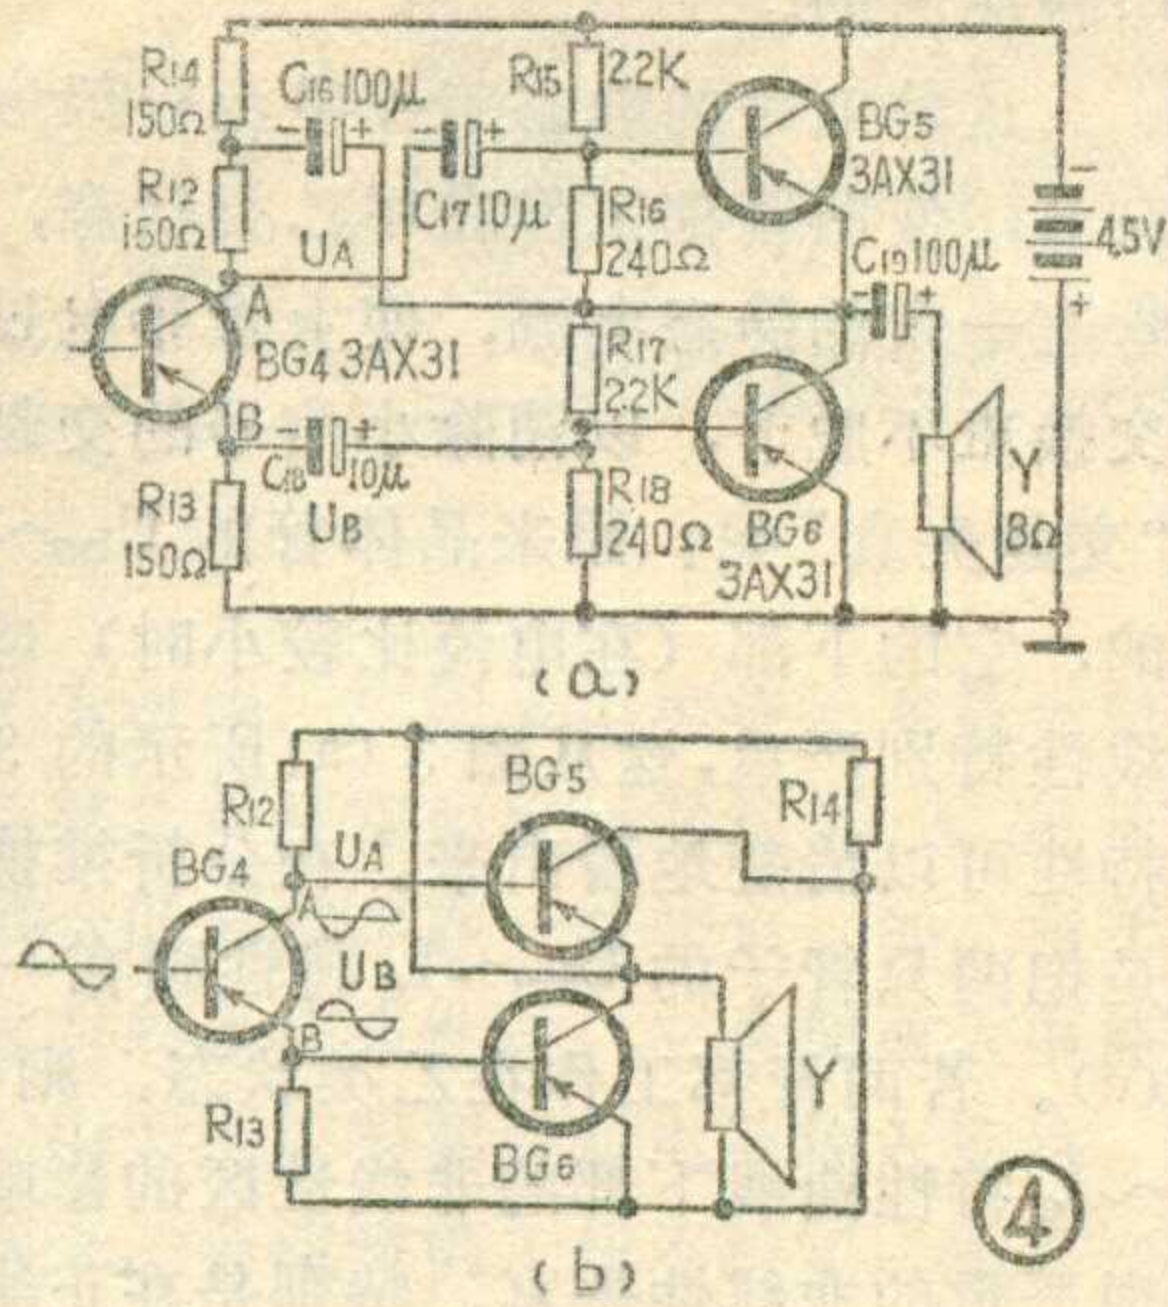 R14
150Ω
C16 100μ
R15
2.2K
BG5
3AX31
R12
150Ω
UA
C17 10μ
R16
240Ω
C19 100μ
-
4.5V
+
A
BG4 3AX31
R17
2.2K
B
C18
10μ
UB
R13
150Ω
R18
240Ω
BG6
3AX31
Y
8Ω
(a)
BG5
R12
R14
BG4
UA
A
UB
B
R13
BG6
Y
④
(b)